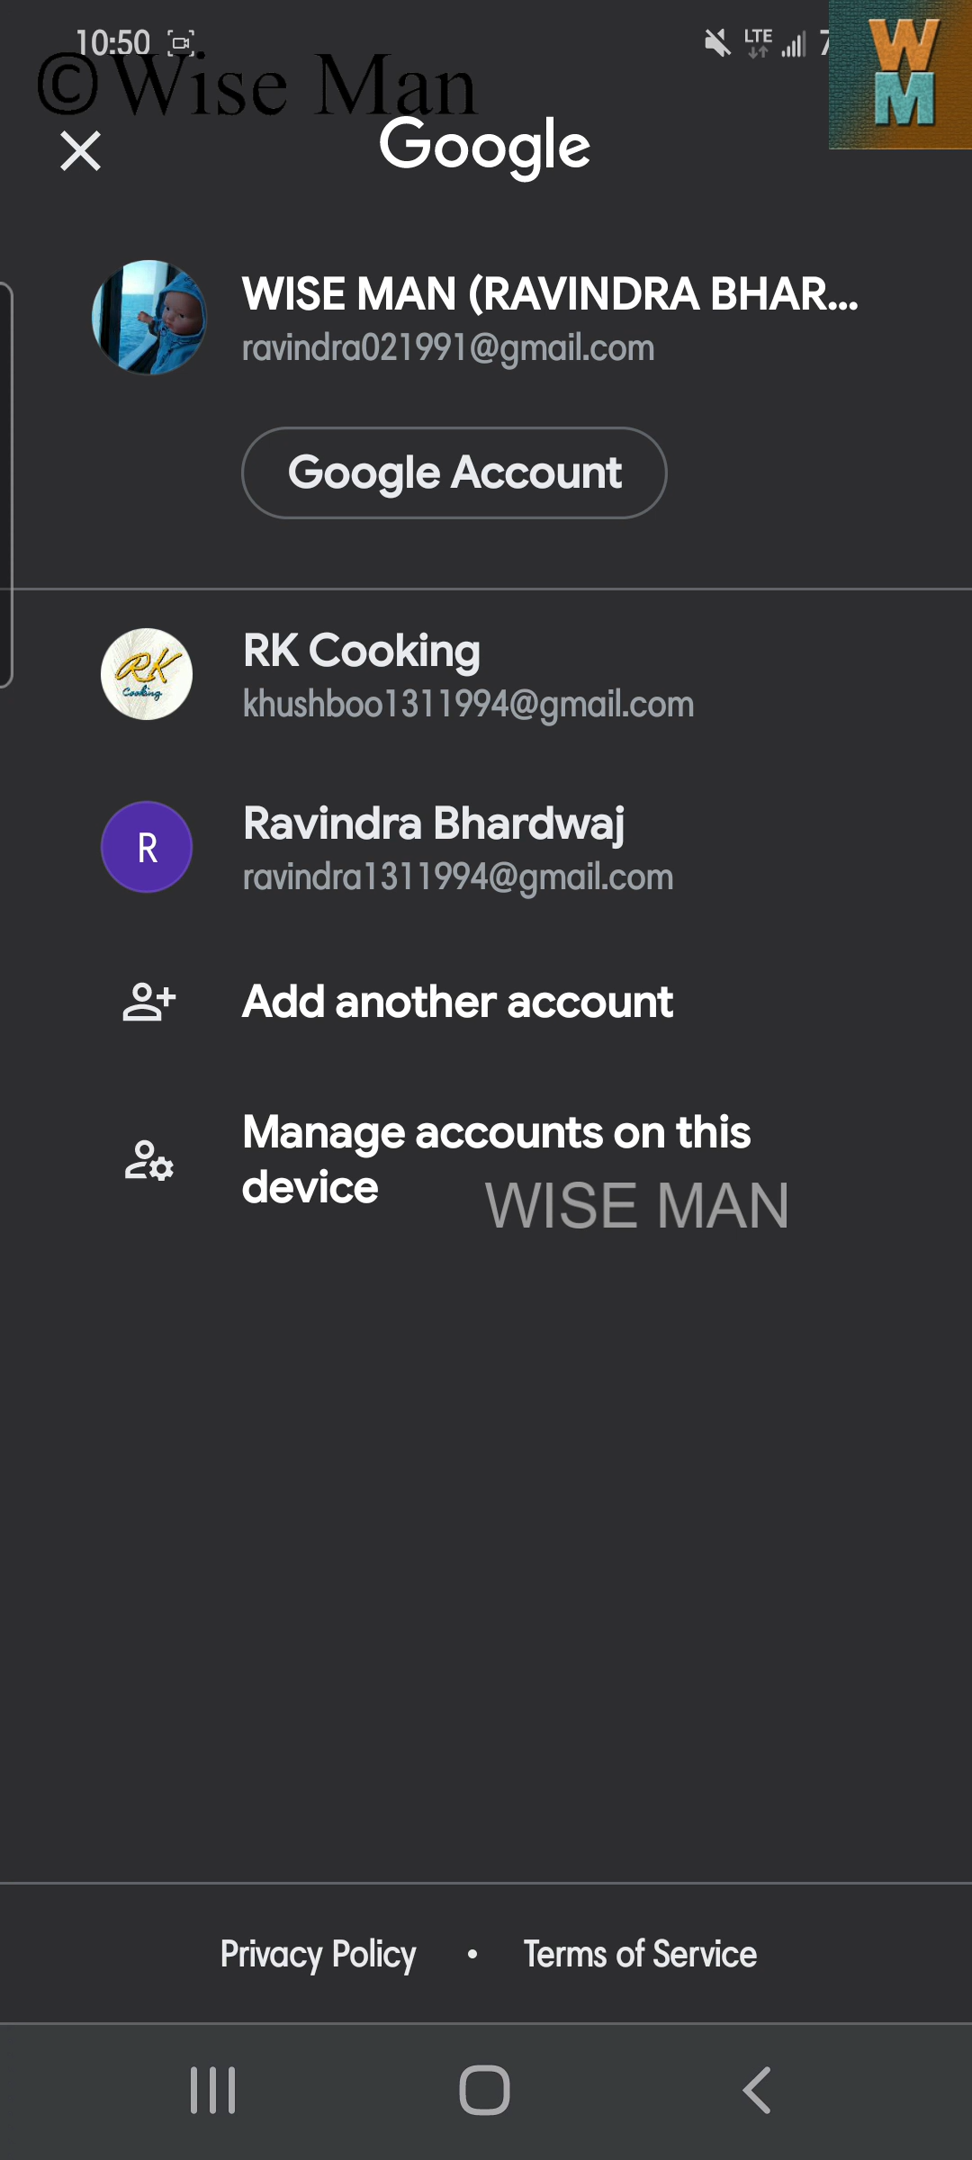 10:50
LTE
7
W
M
©Wise Man
Google
WISE MAN (RAVINDRA BHAR...
ravindra021991@gmail.com
Google Account
RK Cooking
RK
Cooking
khushboo1311994@gmail.com
Ravindra Bhardwaj
R
ravindra1311994@gmail.com
Add another account
Manage accounts on this
device
WISE MAN
Privacy Policy • Terms of Service